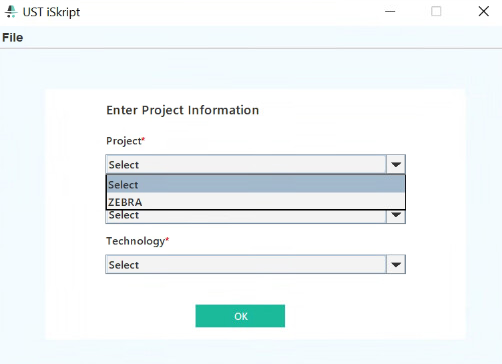 UST iSkript
File
Enter Project Information
Project*
Select
Select
ZEBRA
Select
Technology*
Select
OK